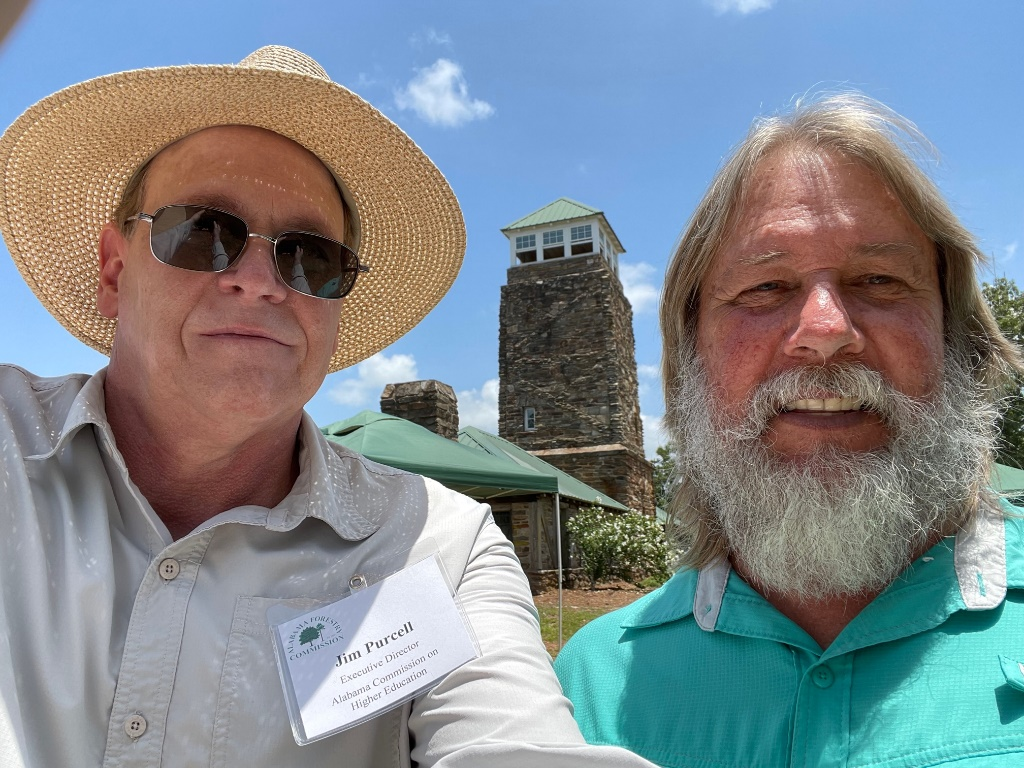 ALABAMA FORESTRY
COMMISSION
Jim Purcell
Executive Director
Alabama Commission on
Higher Education